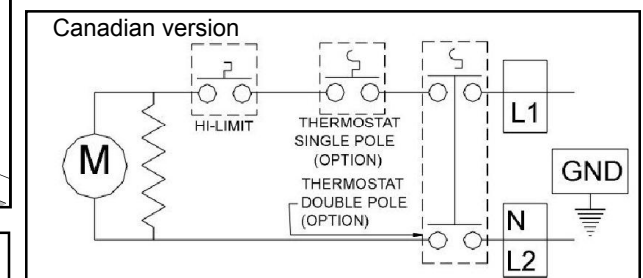 Canadian version
HI-LIMIT
THERMOSTAT
SINGLE POLE
(OPTION)
THERMOSTAT
DOUBLE POLE
(OPTION)
M
L1
GND
N
L2